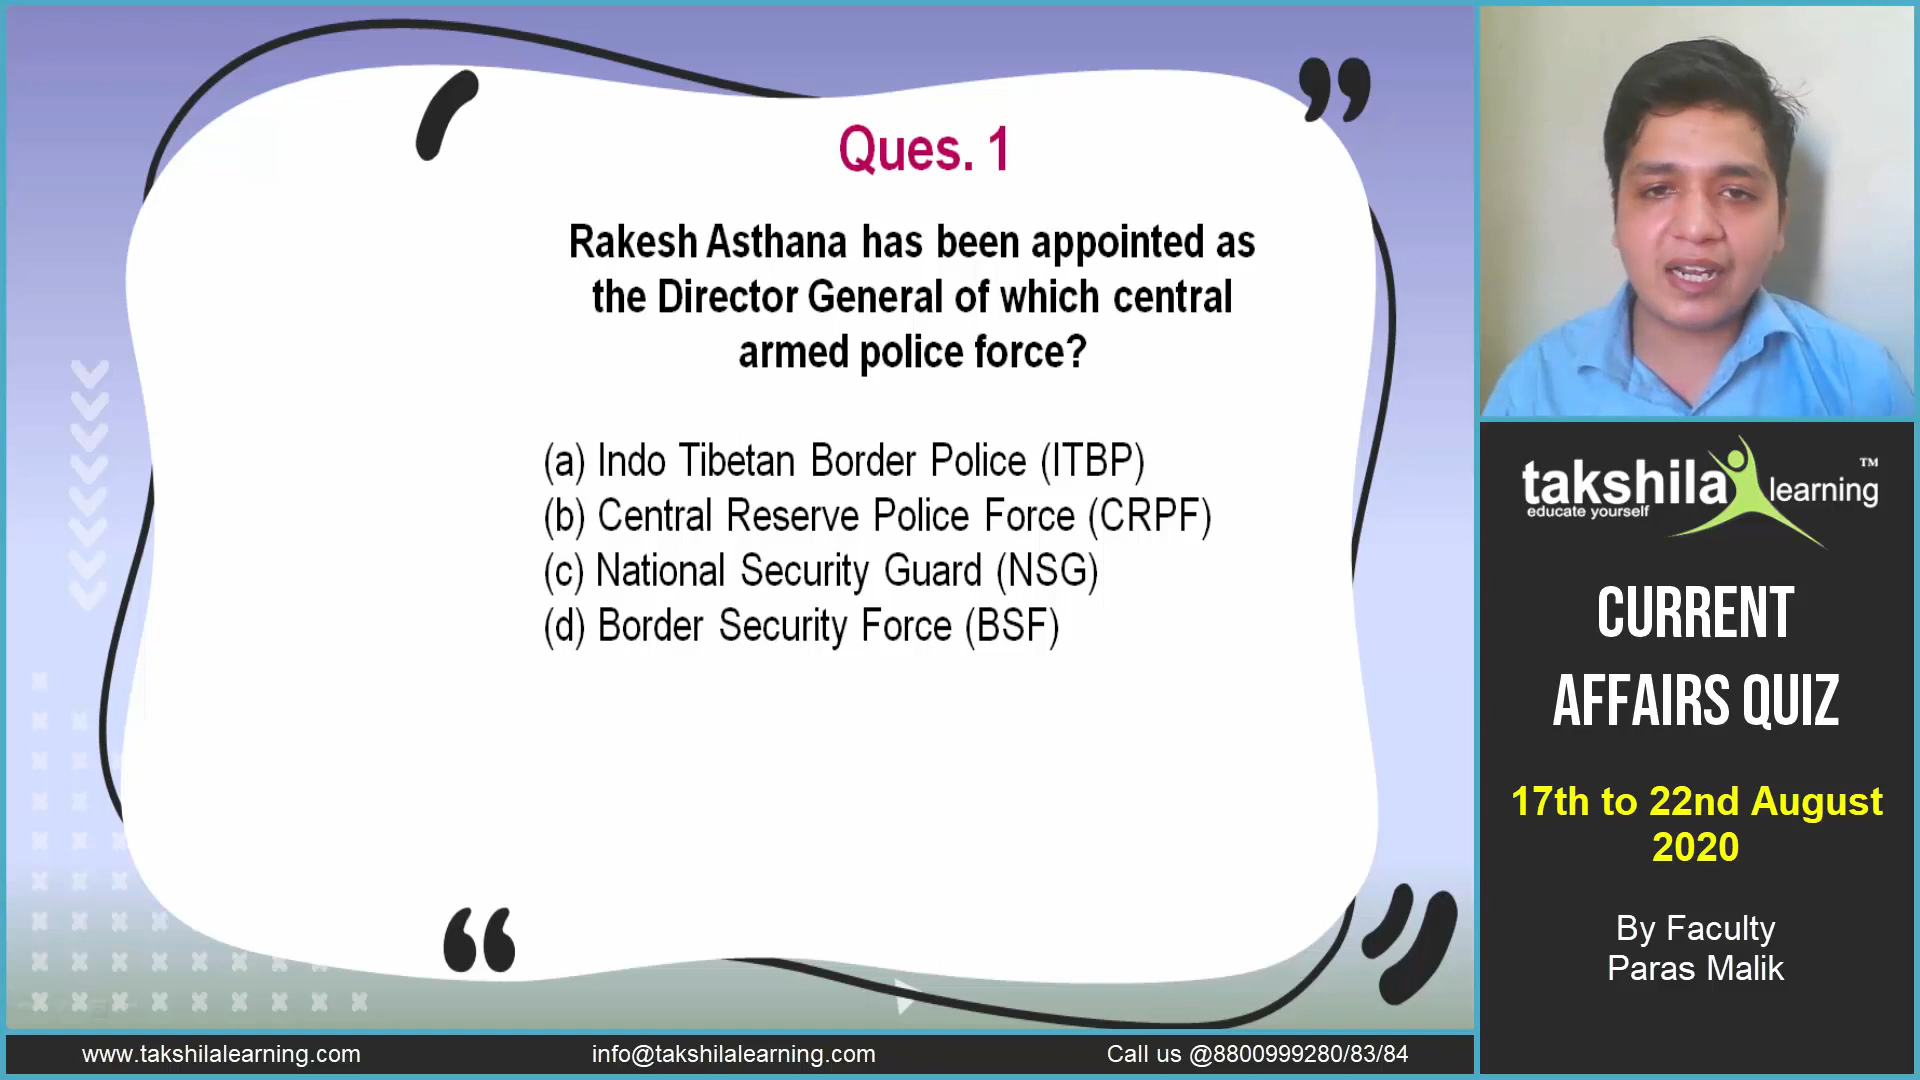 Ques. 1
Rakesh Asthana has been appointed as
the Director General of which central
armed police force?
(a) Indo Tibetan Border Police (ITBP)
(b) Central Reserve Police Force (CRPF)
(c) National Security Guard (NSG)
(d) Border Security Force (BSF)
takshila learning TM
educate yourself
CURRENT
AFFAIRS QUIZ
17th to 22nd August
2020
By Faculty
Paras Malik
www.takshilalearning.com
info@takshilalearning.com
Call us @8800999280/83/84